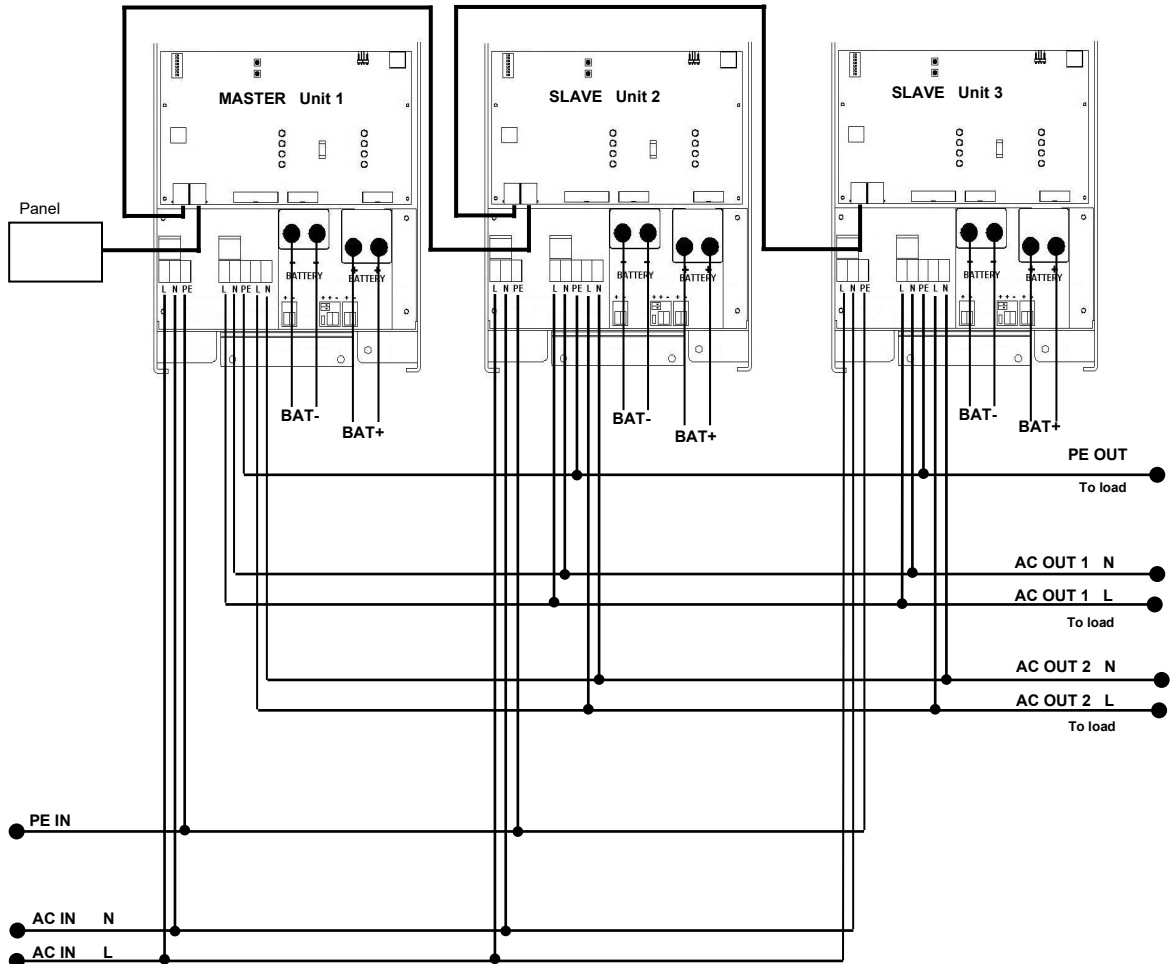 MASTER Unit 1
SLAVE Unit 2
SLAVE Unit 3
Panel
BATTERY
BATTERY
BATTERY
BATTERY
BATTERY
BATTERY
L N PE
L N PE L N
L N PE
L N PE L N
L N PE
L N PE L N
+ -
+ + -
+ -
+ -
+ + -
+ -
+ -
+ + -
+ -
BAT-
BAT+
BAT-
BAT+
BAT-
BAT+
PE OUT
To load
AC OUT 1 N
AC OUT 1 L
To load
AC OUT 2 N
AC OUT 2 L
To load
PE IN
AC IN N
AC IN L